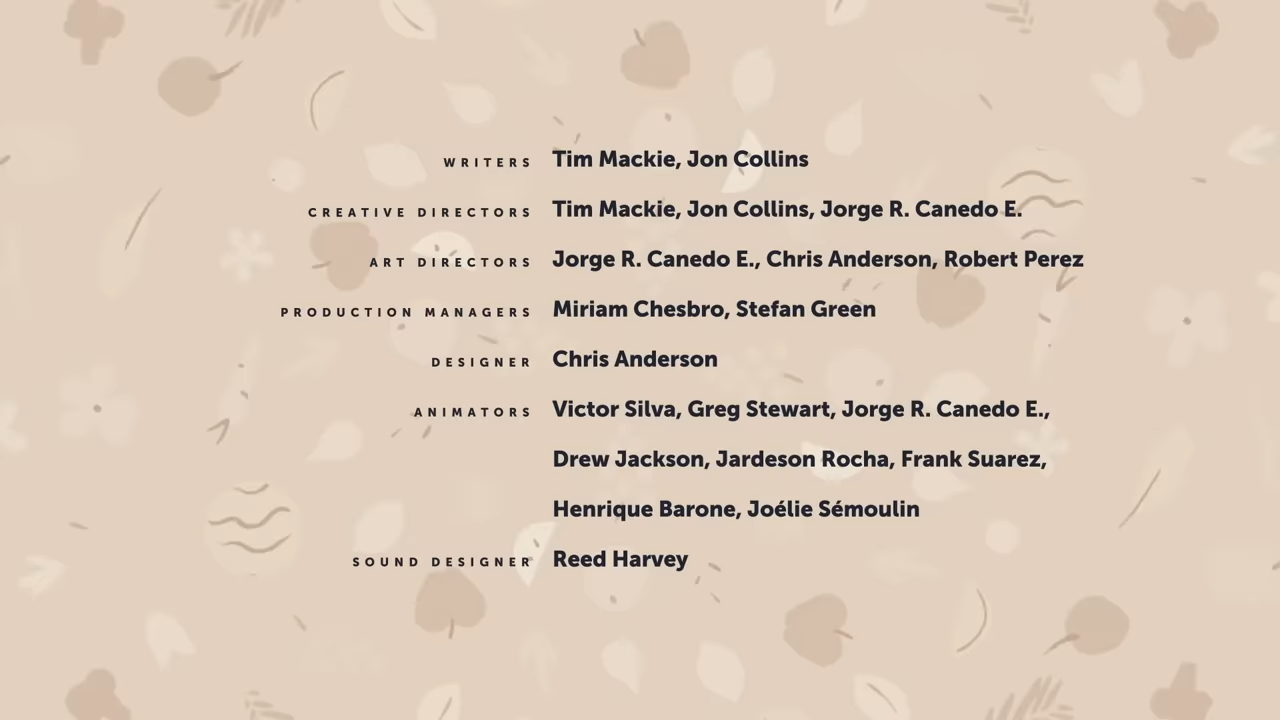 WRITERS Tim Mackie, Jon Collins
CREATIVE DIRECTORS Tim Mackie, Jon Collins, Jorge R. Canedo E.
ART DIRECTORS Jorge R. Canedo E., Chris Anderson, Robert Perez
PRODUCTION MANAGERS Miriam Chesbro, Stefan Green
DESIGNER Chris Anderson
ANIMATORS Victor Silva, Greg Stewart, Jorge R. Canedo E.,
Drew Jackson, Jardeson Rocha, Frank Suarez,
Henrique Barone, Joélie Sémoulin
SOUND DESIGNER Reed Harvey